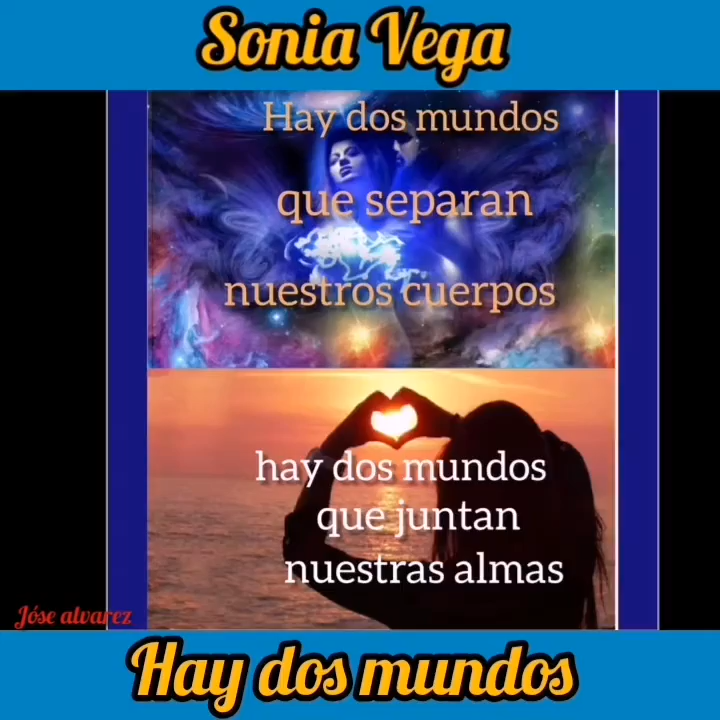 Sonia Vega
Hay dos mundos
que separan
nuestros cuerpos
hay dos mundos
que juntan
nuestras almas
Jóse alvarez
Hay dos mundos